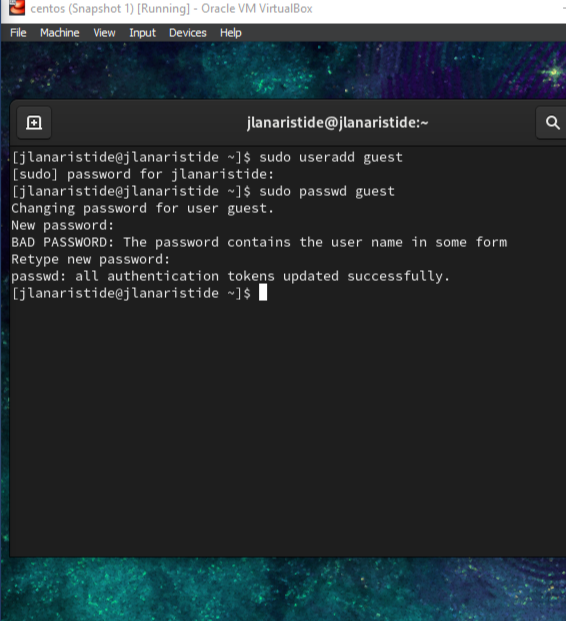 centos (Snapshot 1) [Running] - Oracle VM VirtualBox
File Machine View Input Devices Help
jlanaristide@jlanaristide:~
[jlanaristide@jlanaristide ~]$ sudo useradd guest
[sudo] password for jlanaristide:
[jlanaristide@jlanaristide ~]$ sudo passwd guest
Changing password for user guest.
New password:
BAD PASSWORD: The password contains the user name in some form
Retype new password:
passwd: all authentication tokens updated successfully.
[jlanaristide@jlanaristide ~]$